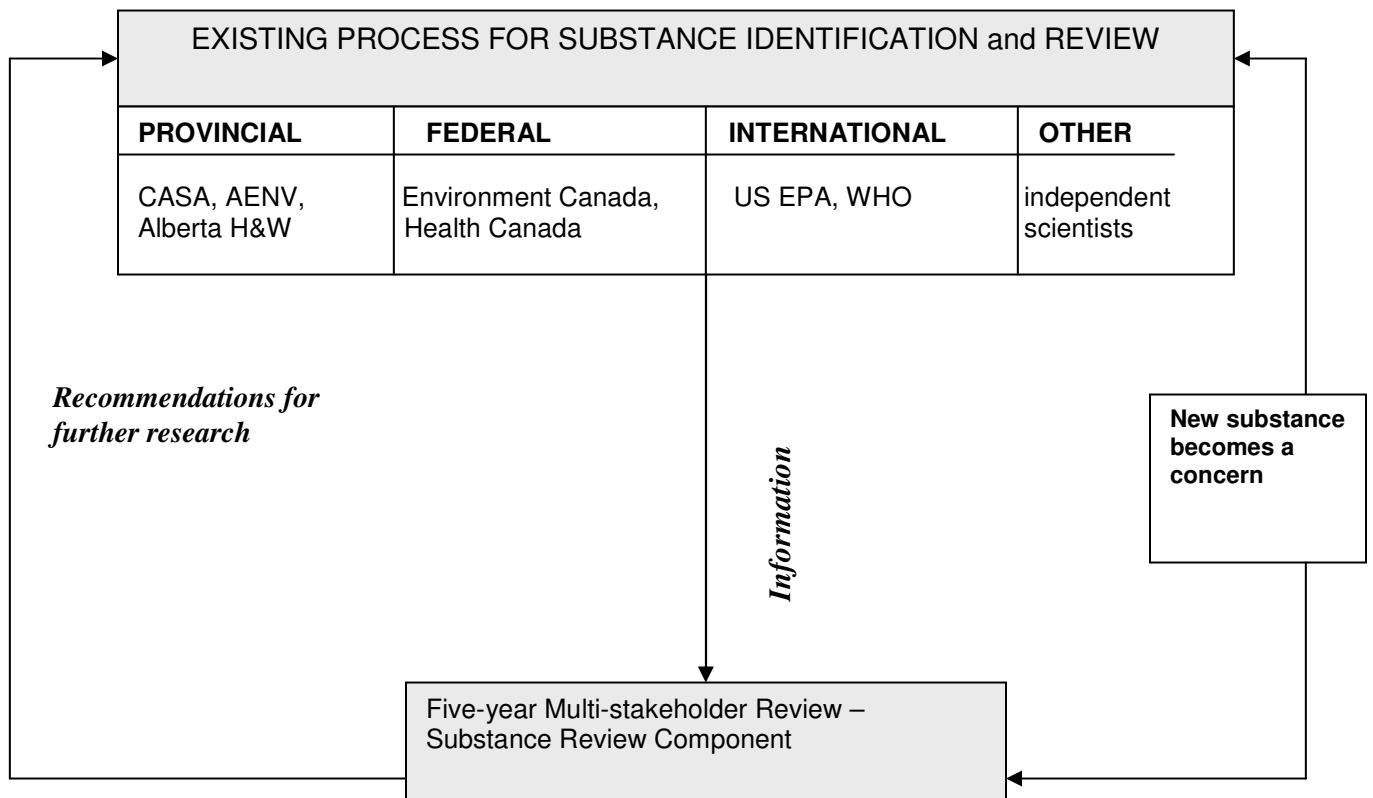 EXISTING PROCESS FOR SUBSTANCE IDENTIFICATION and REVIEW
PROVINCIAL
FEDERAL
INTERNATIONAL
OTHER
CASA, AENV,
Alberta H&W
Environment Canada,
Health Canada
US EPA, WHO
independent
scientists
Recommendations for
further research
Information
New substance
becomes a
concern
Five-year Multi-stakeholder Review –
Substance Review Component